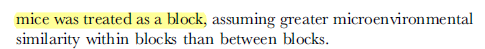 mice was treated as a block, assuming greater microenvironmental
similarity within blocks than between blocks.